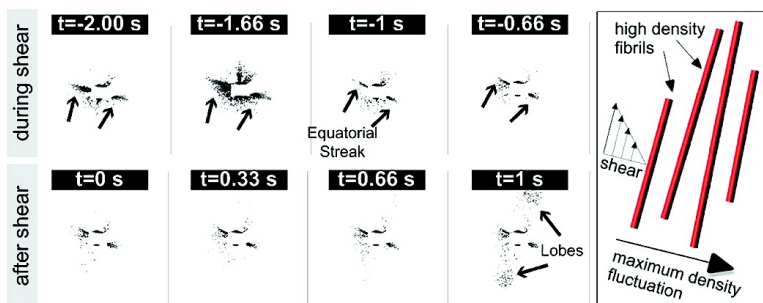 during shear
t=-2.00 s
t=-1.66 s
t=-1 s
t=-0.66 s
Equatorial
Streak
after shear
t=0 s
t=0.33 s
t=0.66 s
t=1 s
Lobes
high density
fibrils
shear
maximum density
fluctuation